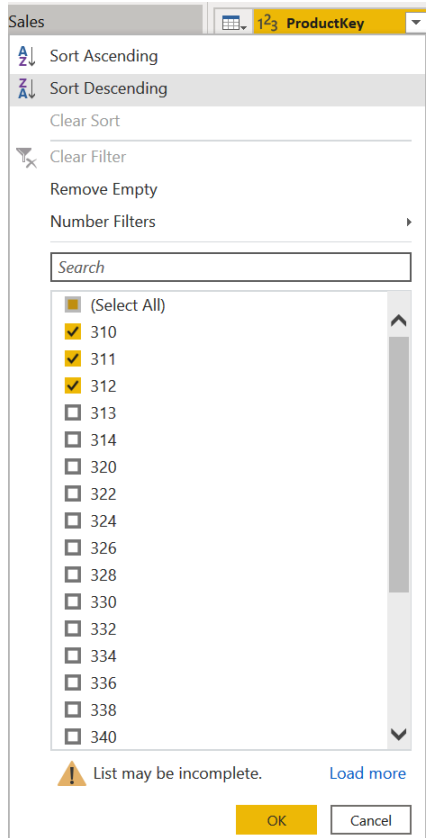 Sales
1²3 ProductKey
A Z Sort Ascending
Z A Sort Descending
Clear Sort
Clear Filter
Remove Empty
Number Filters
Search
(Select All)
310
311
312
313
314
320
322
324
326
328
330
332
334
336
338
340
List may be incomplete. Load more
OK Cancel